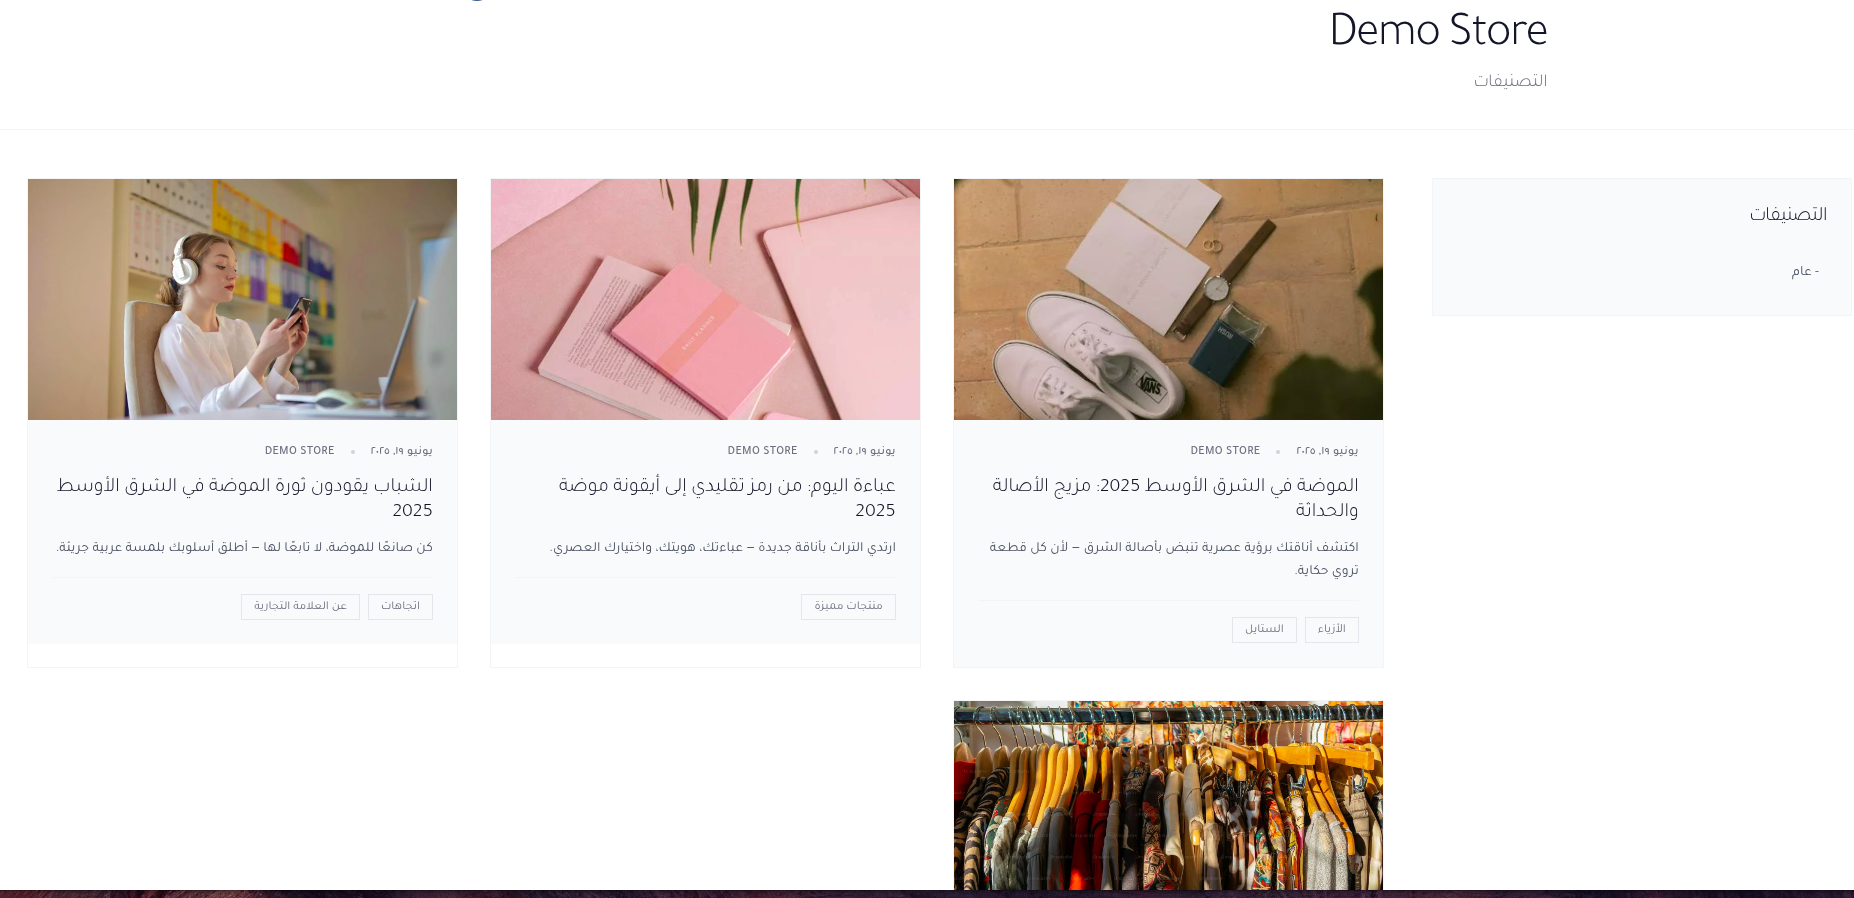 Demo Store
التصنيفات
التصنيفات
- عام
VANS
يونيو ١٩, ٢٠٢٥ • DEMO STORE
الموضة في الشرق الأوسط 2025: مزيج الأصالة
والحداثة
اكتشف أناقتك برؤية عصرية تنبض بأصالة الشرق – لأن كل قطعة
تروي حكاية.
الأزياء
الستايل
DAILY PLANNER
يونيو ١٩, ٢٠٢٥ • DEMO STORE
عباءة اليوم: من رمز تقليدي إلى أيقونة موضة
2025
ارتدي التراث بأناقة جديدة – عباءتك، هويتك، واختيارك العصري.
منتجات مميزة
يونيو ١٩, ٢٠٢٥ • DEMO STORE
الشباب يقودون ثورة الموضة في الشرق الأوسط
2025
كن صانعًا للموضة، لا تابعًا لها – أطلق أسلوبك بلمسة عربية جريئة.
اتجاهات
عن العلامة التجارية